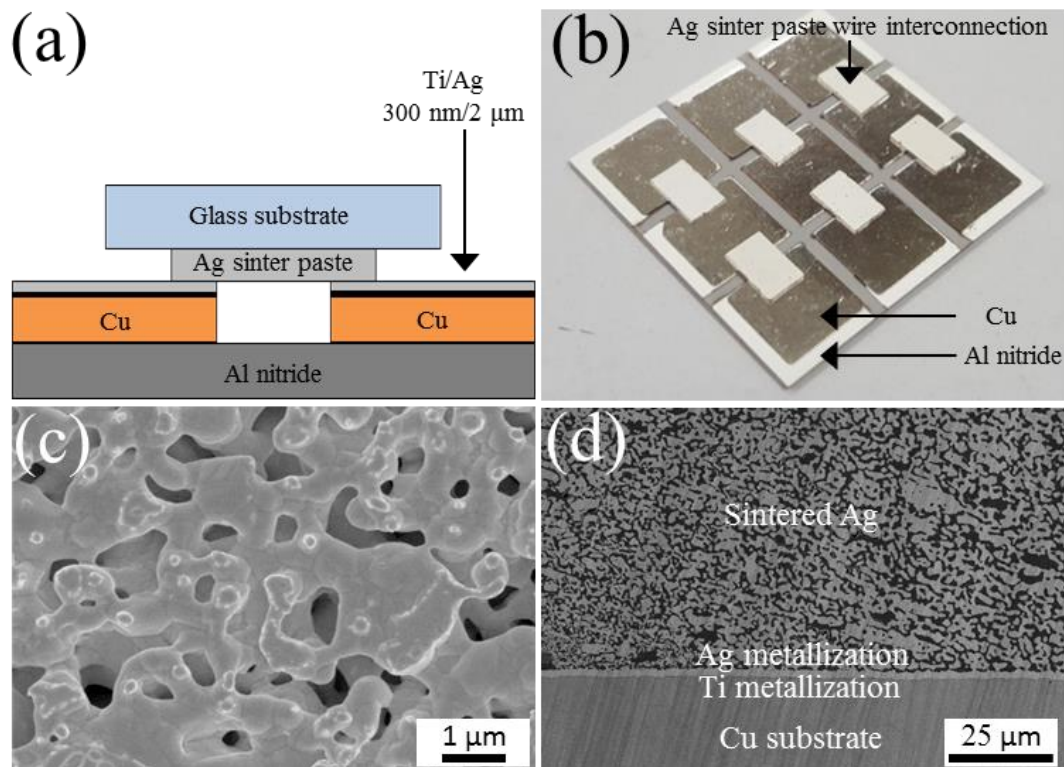 (a)
Ti/Ag
300 nm/2 μm
Glass substrate
Ag sinter paste
Cu
Cu
Al nitride
(b)
Ag sinter paste wire interconnection
Cu
Al nitride
(c)
1 μm
(d)
Sintered Ag
Ag metallization
Ti metallization
Cu substrate
25 μm